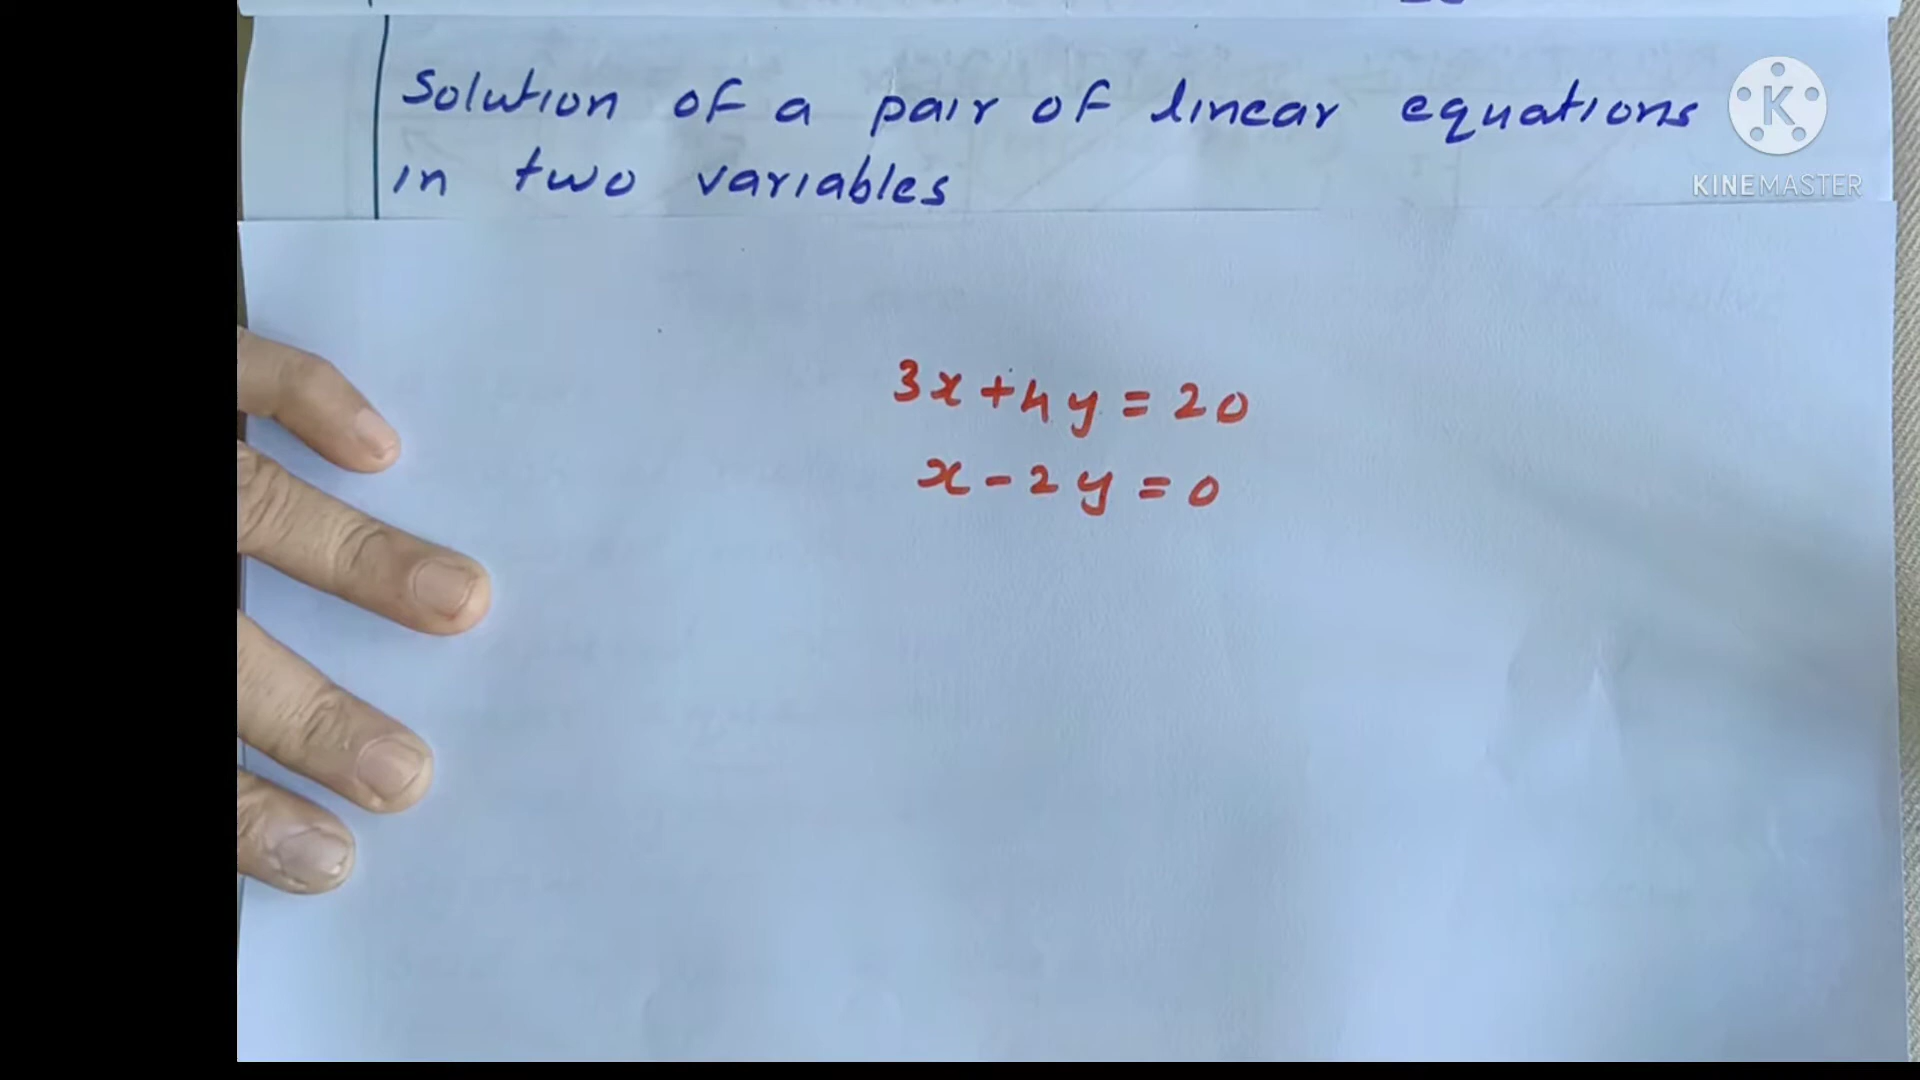 Solution of a pair of linear equations
in two variables
KINEMASTER
3x+4y=20
x-2y=0